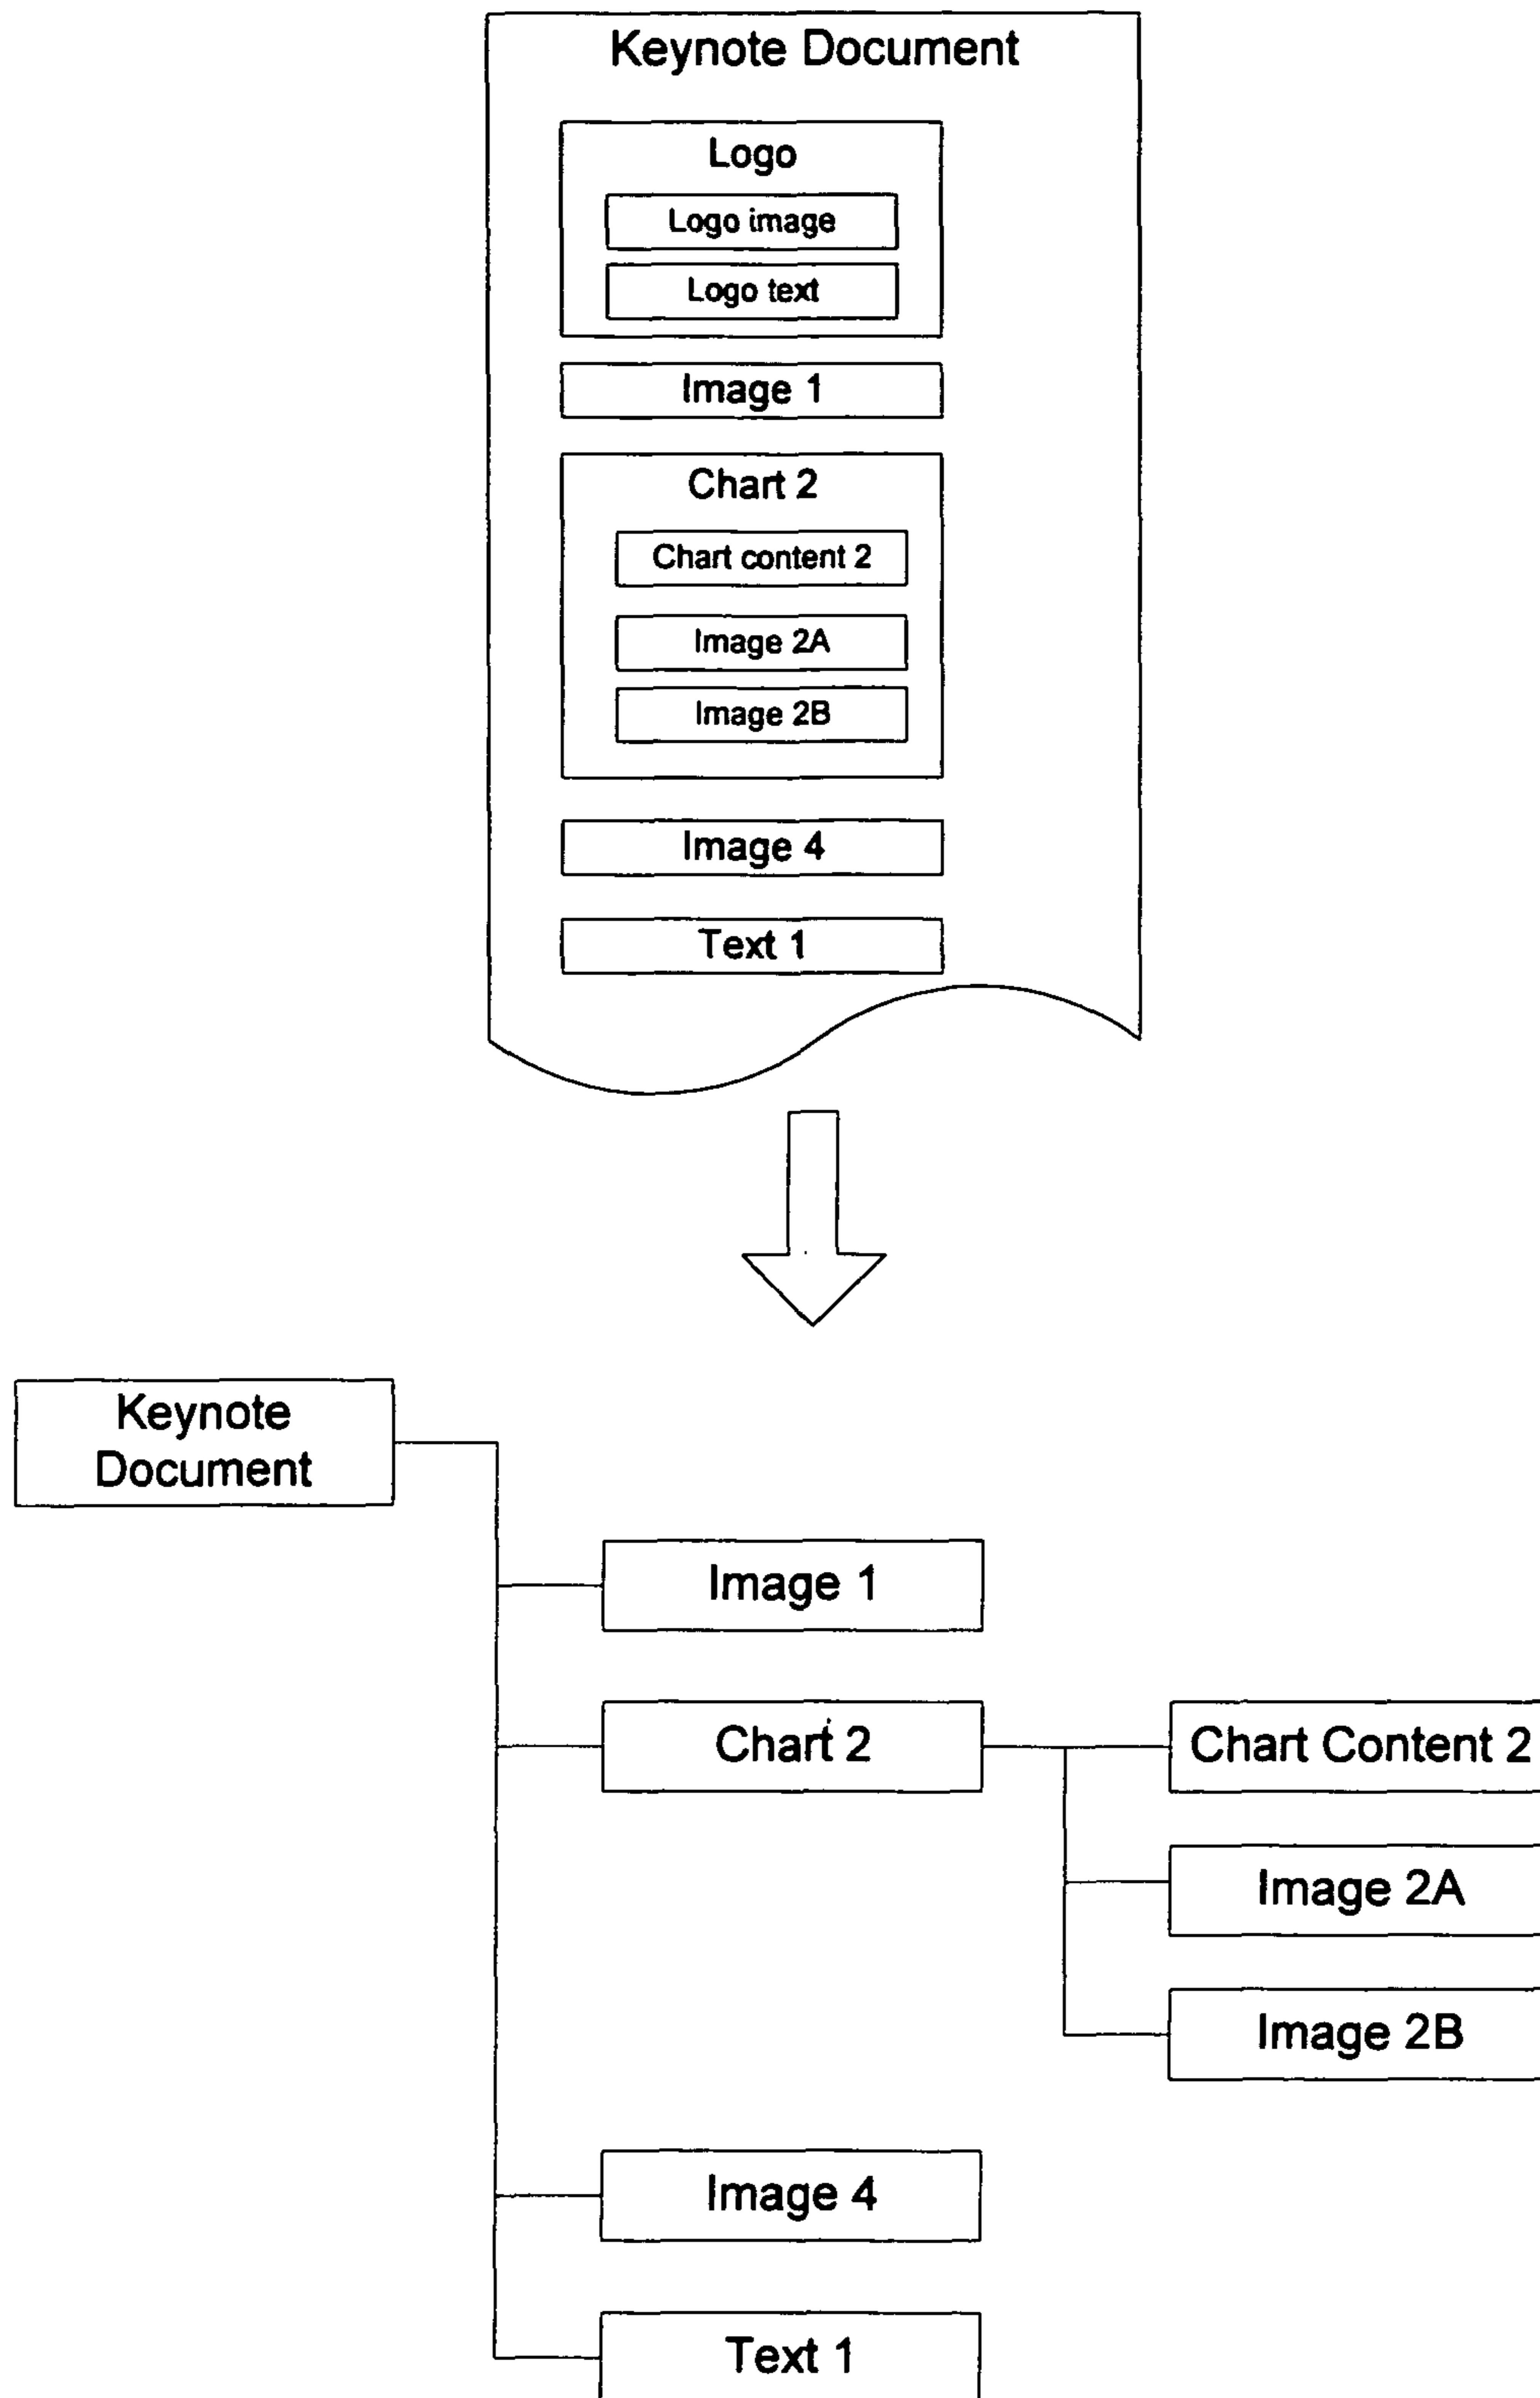 Keynote Document
Logo
Logo image
Logo text
Image 1
Chart 2
Chart content 2
Image 2A
Image 2B
Image 4
Text 1
Keynote
Document
Image 1
Chart 2
Chart Content 2
Image 2A
Image 2B
Image 4
Text 1